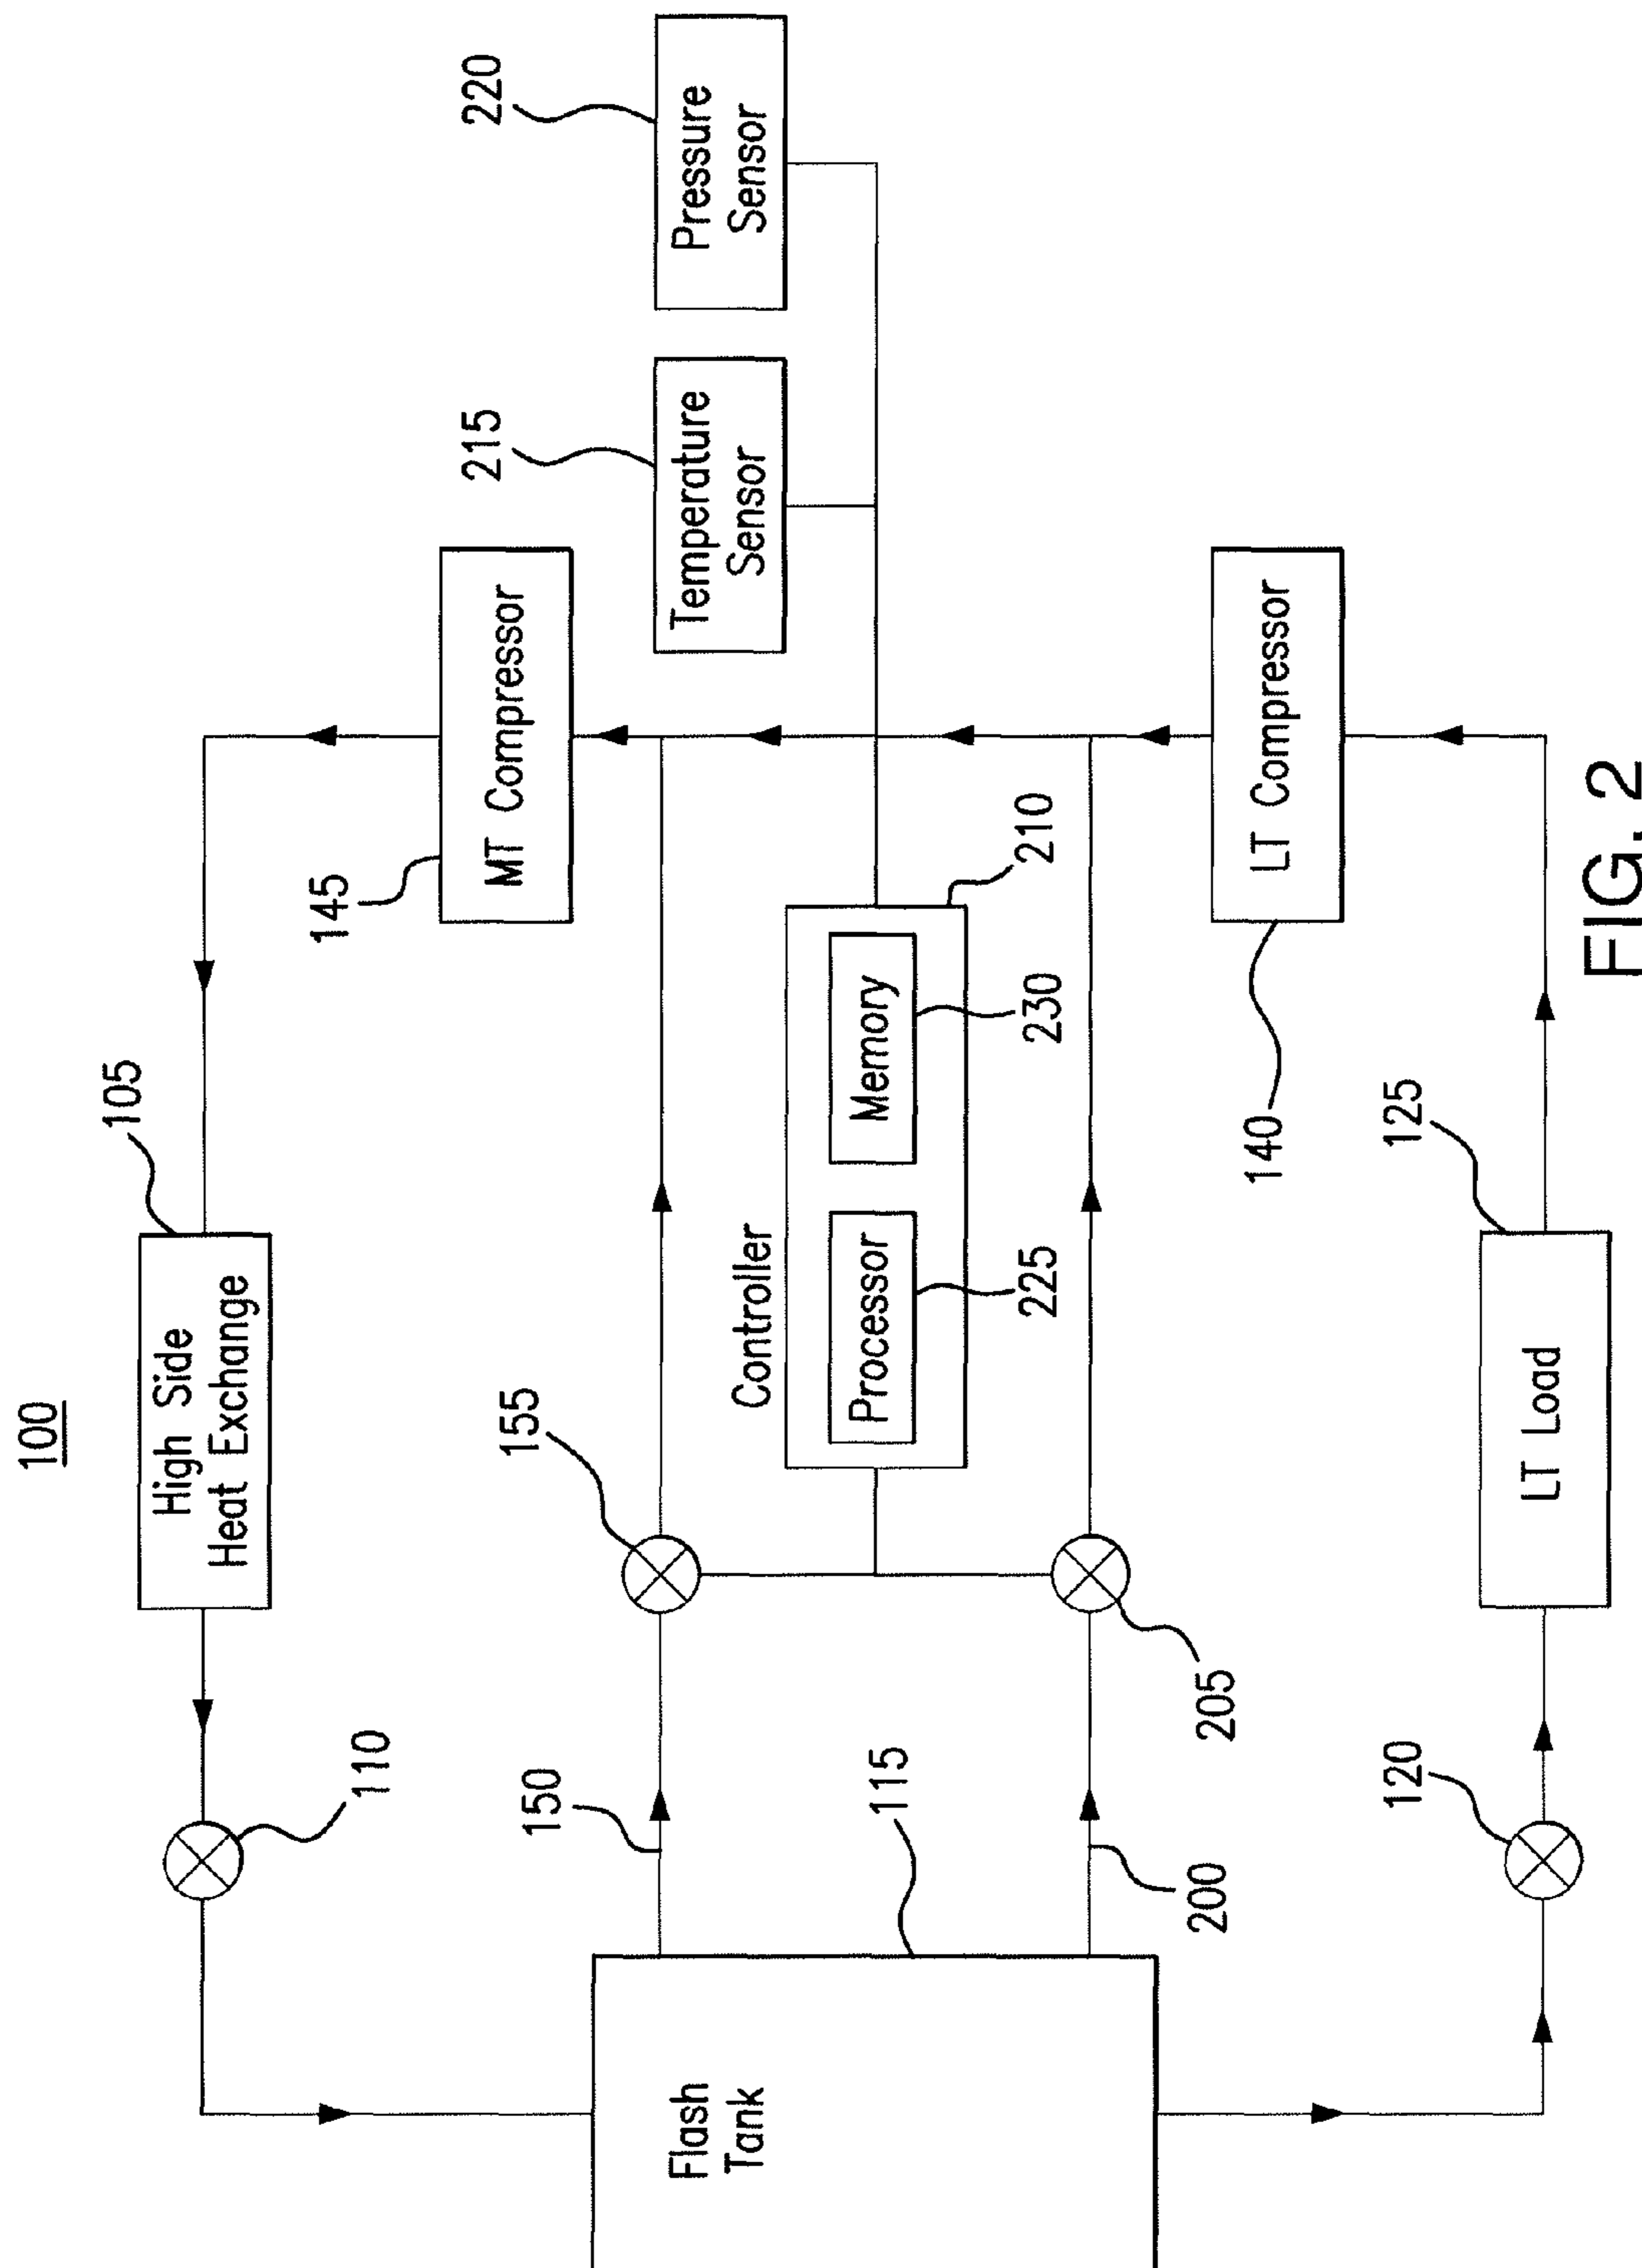 100
High Side
Heat Exchange
105
110
145
MT Compressor
220
Pressure
Sensor
215
Temperature
Sensor
155
150
Controller
Processor
225
Memory
230
210
Flash
Tank
115
200
205
140
LT Compressor
120
LT Load
125
FIG. 2